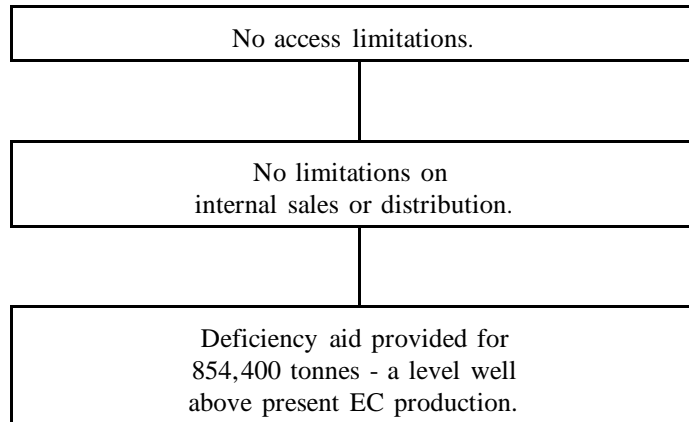 No access limitations.
No limitations on
internal sales or distribution.
Deficiency aid provided for
854,400 tonnes - a level well
above present EC production.